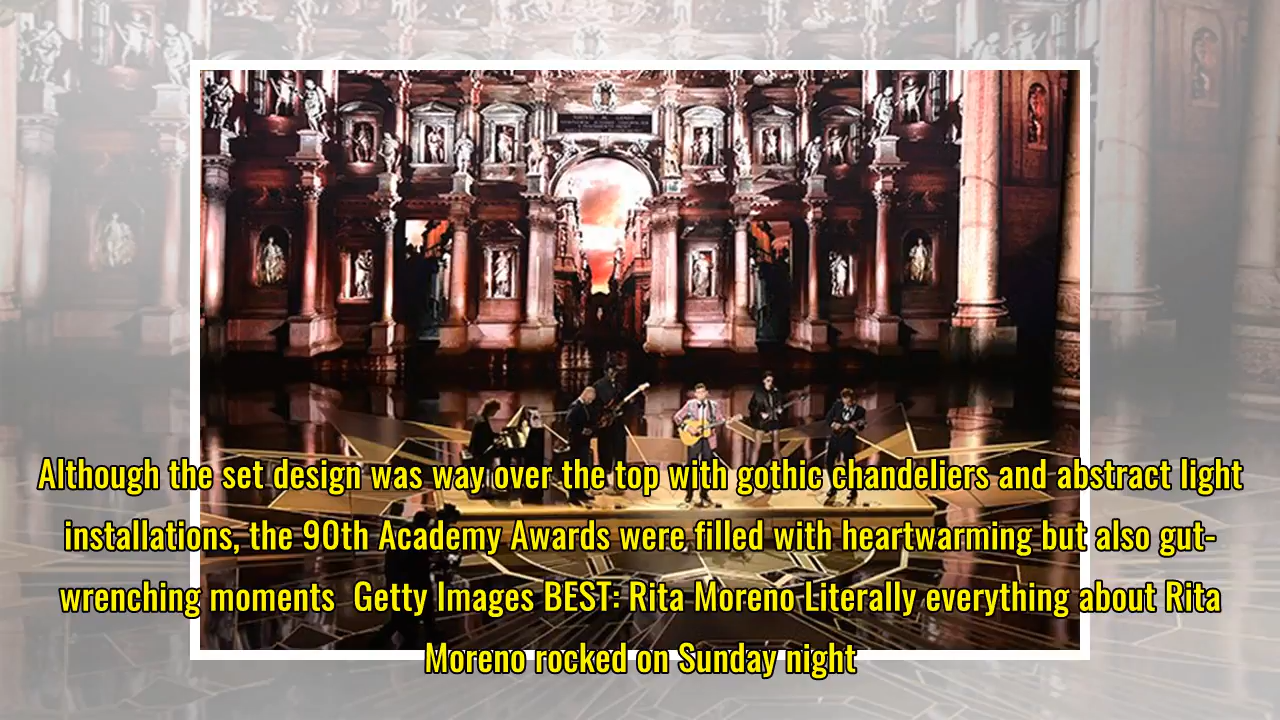 Although the set design was way over the top with gothic chandeliers and abstract light
installations, the 90th Academy Awards were filled with heartwarming but also gut-
wrenching moments  Getty Images BEST: Rita Moreno Literally everything about Rita
Moreno rocked on Sunday night